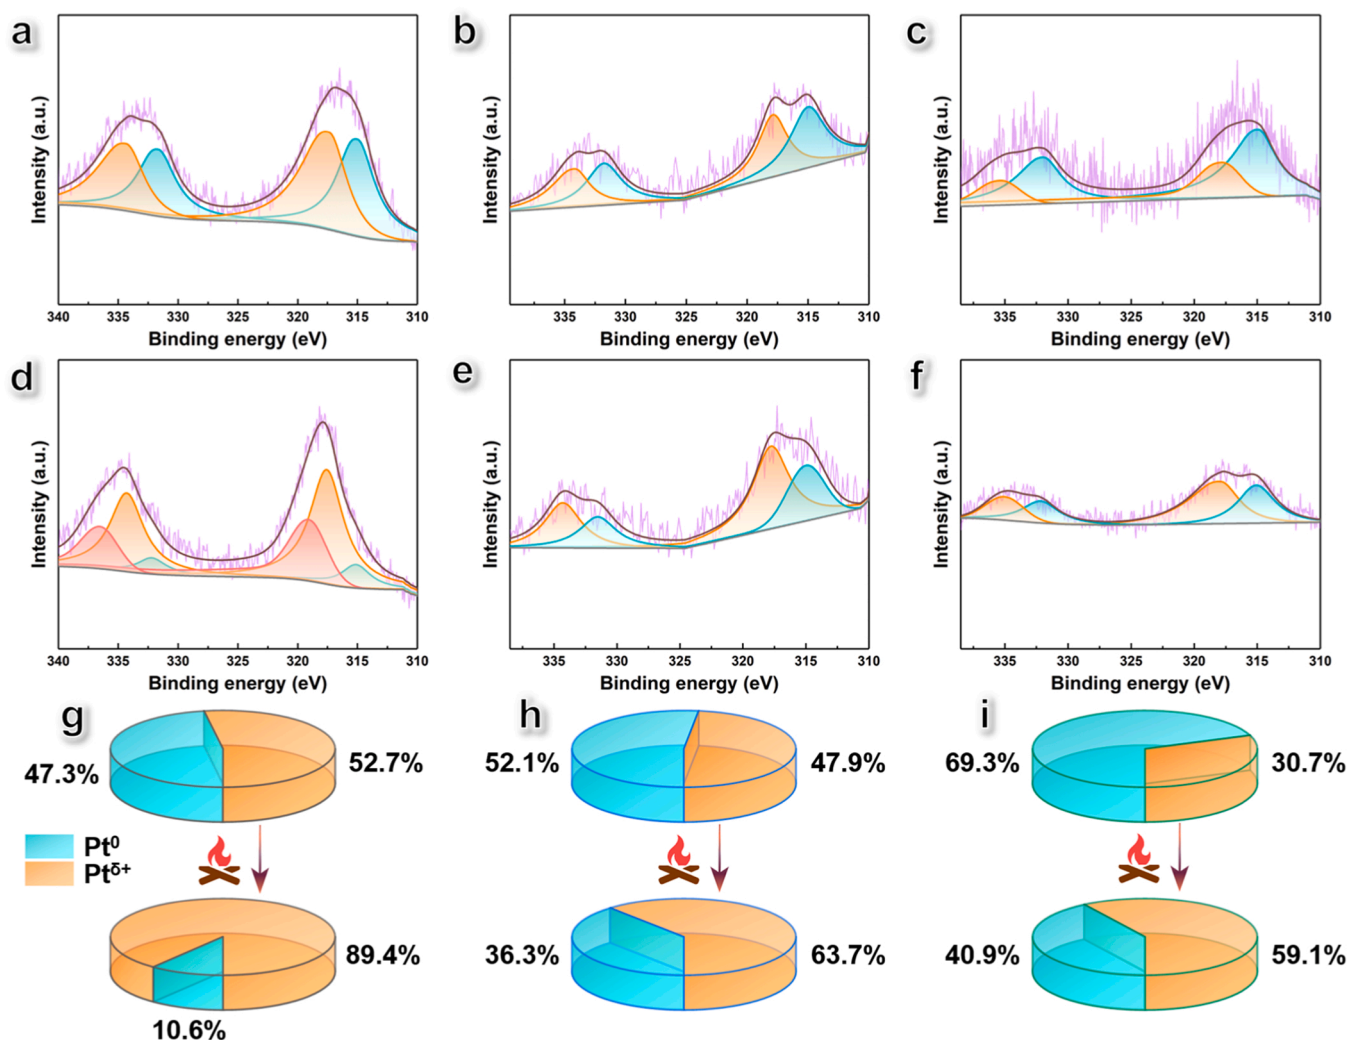 a
b
c
Intensity (a.u.)
Intensity (a.u.)
Intensity (a.u.)
340 335 330 325 320 315 310
335 330 325 320 315 310
335 330 325 320 315 310
Binding energy (eV)
Binding energy (eV)
Binding energy (eV)
d
e
f
Intensity (a.u.)
Intensity (a.u.)
Intensity (a.u.)
340 335 330 325 320 315 310
335 330 325 320 315 310
335 330 325 320 315 310
Binding energy (eV)
Binding energy (eV)
Binding energy (eV)
g
h
i
47.3% 52.7%
52.1% 47.9%
69.3% 30.7%
Pt⁰
Ptᵟ⁺
89.4%
10.6%
36.3% 63.7%
40.9% 59.1%